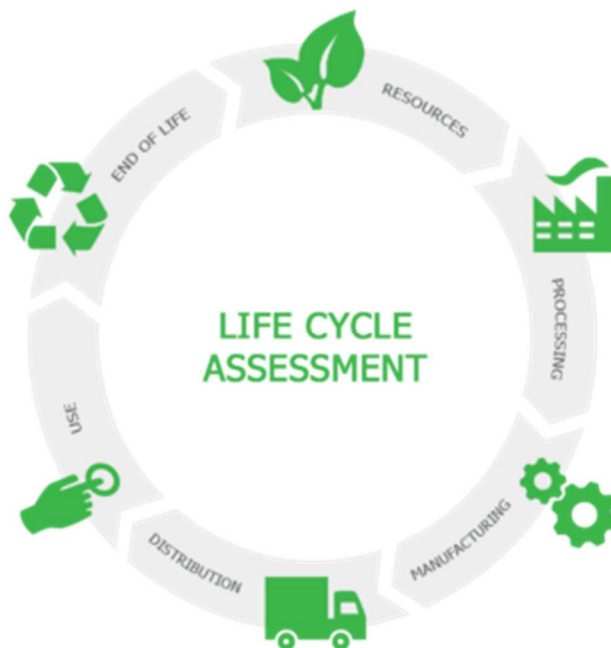 LIFE CYCLE
ASSESSMENT
RESOURCES
PROCESSING
MANUFACTURING
DISTRIBUTION
USE
END OF LIFE